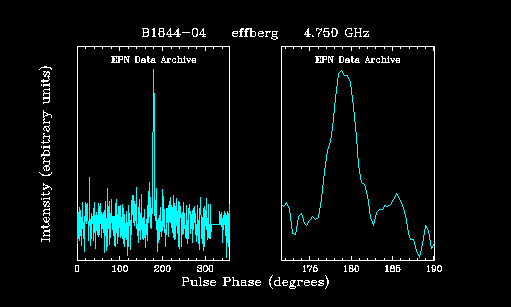 B1844-04 effberg 4.750 GHz
EPN Data Archive
EPN Data Archive
Intensity (arbitrary units)
0 100 200 300
175 180 185 190
Pulse Phase (degrees)